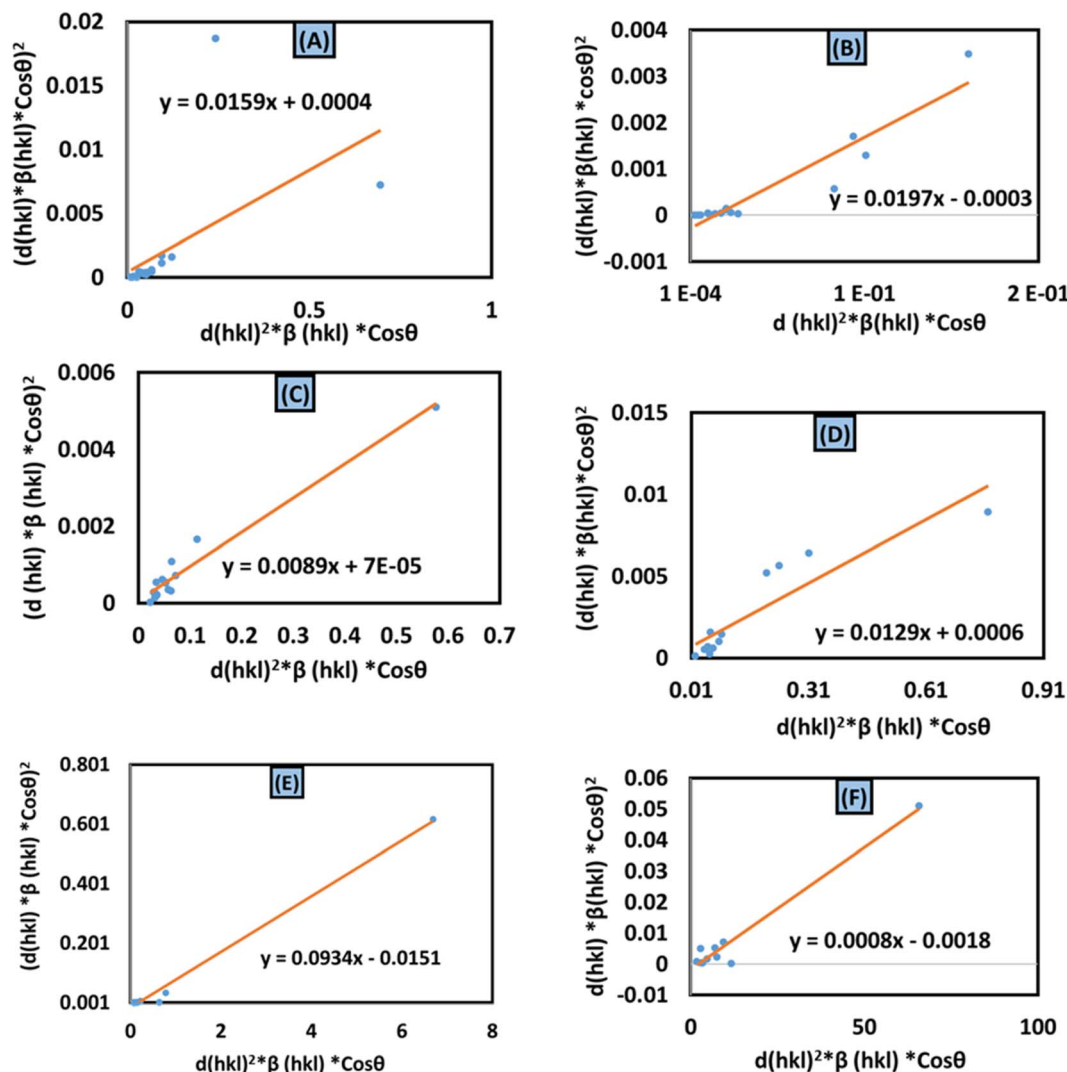 (A)
(d(hkl)*β(hkl)*Cosθ)²
0.02
0.015
0.01
0.005
0
y = 0.0159x + 0.0004
0
0.5
1
d(hkl)²*β (hkl) *Cosθ
(B)
(d(hkl)*β(hkl) *cosθ)²
0.004
0.003
0.002
0.001
0
-0.001
y = 0.0197x - 0.0003
1 E-04
1 E-01
2 E-01
d (hkl)²*β(hkl) *Cosθ
(C)
(d (hkl) *β (hkl) *Cosθ)²
0.006
0.004
0.002
0
y = 0.0089x + 7E-05
0
0.1
0.2
0.3
0.4
0.5
0.6
0.7
d(hkl)²*β (hkl) *Cosθ
(D)
(d(hkl) *β(hkl)*Cosθ)²
0.015
0.01
0.005
0
y = 0.0129x + 0.0006
0.01
0.31
0.61
0.91
d(hkl)²*β (hkl) *Cosθ
(E)
(d(hkl) *β (hkl) *Cosθ)²
0.801
0.601
0.401
0.201
0.001
y = 0.0934x - 0.0151
0
2
4
6
8
d(hkl)²*β (hkl) *Cosθ
(F)
d(hkl) *β(hkl) *Cosθ)²
0.06
0.05
0.04
0.03
0.02
0.01
0
-0.01
y = 0.0008x - 0.0018
0
50
100
d(hkl)²*β (hkl) *Cosθ